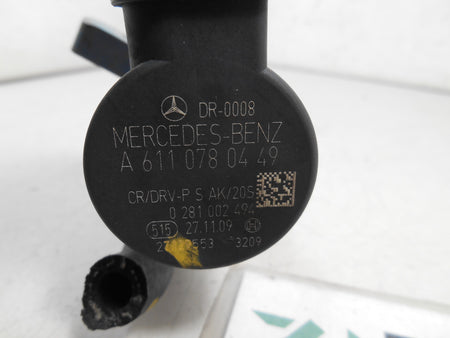 DR-0008
MERCEDES-BENZ
A 611 078 04 49
CR/DRV-P S AK/20S
0 281 002 494
515 27.11.09
3209